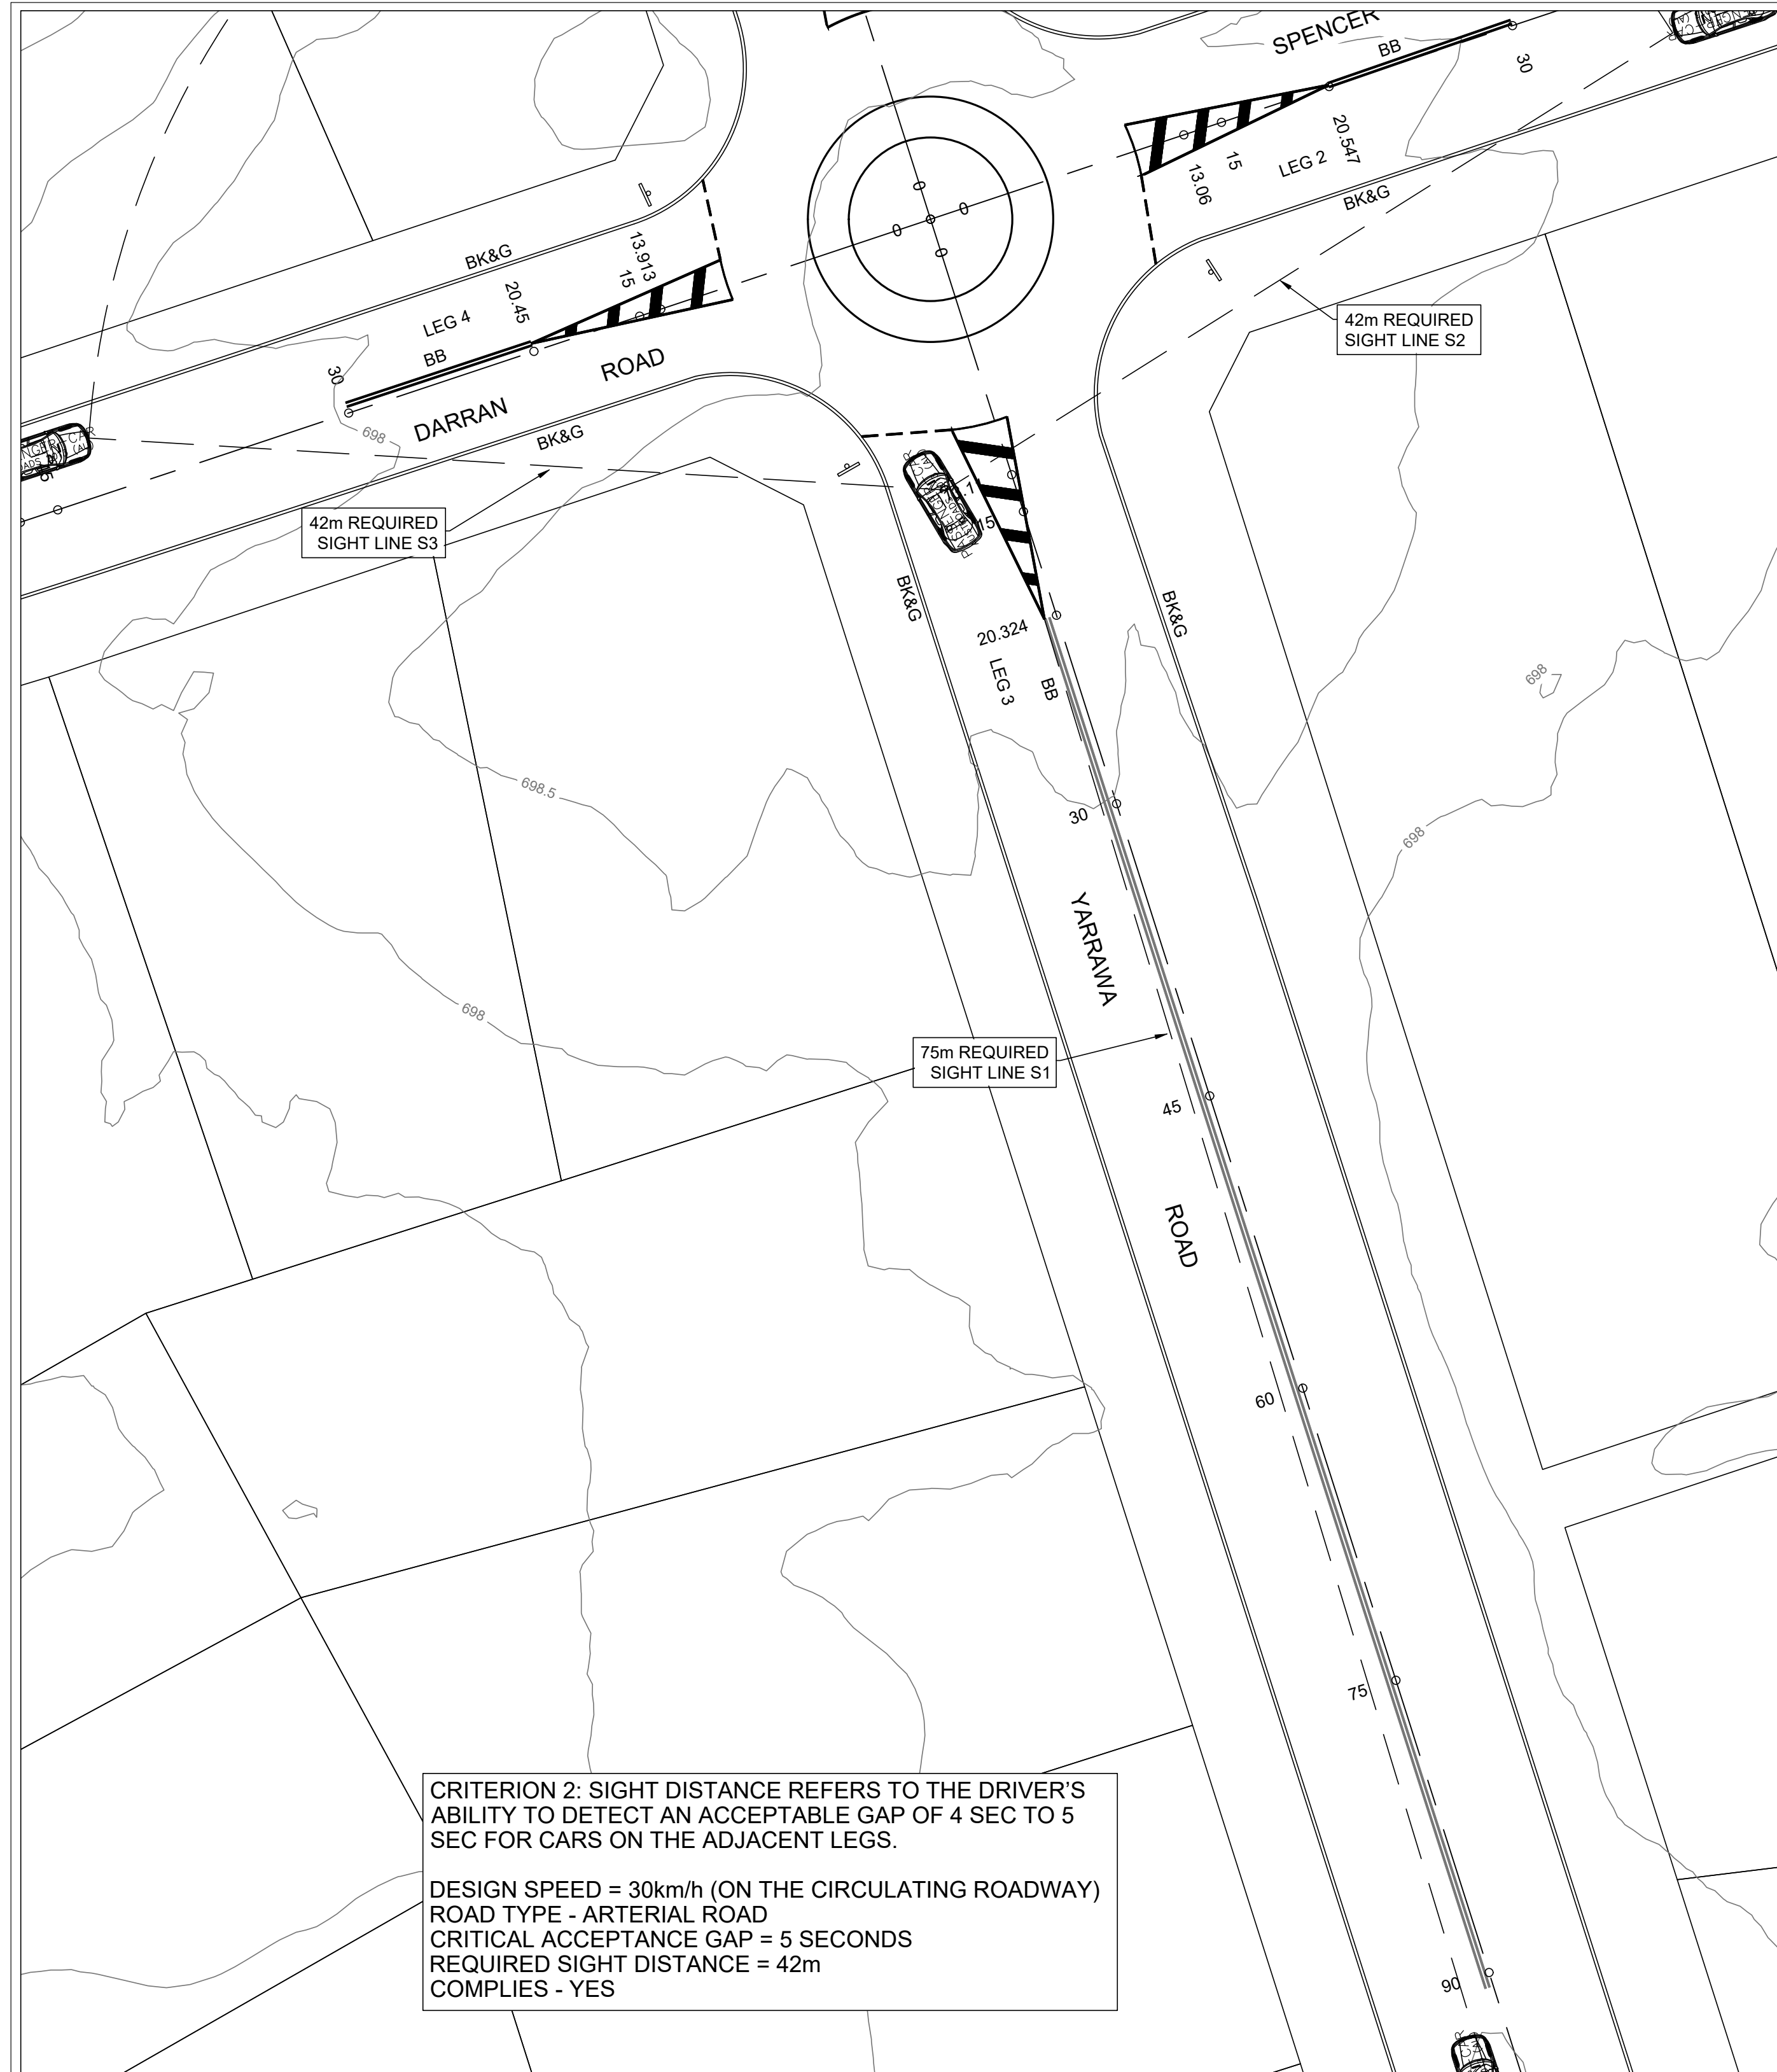 SPENCER
BB
30
20.547
LEG 2
15
13.06
BK&G
0
0
0
0
BK&G
13.913
15
20.45
LEG 4
BB
30
ROAD
DARRAN
BK&G
698
42m REQUIRED
SIGHT LINE S2
42m REQUIRED
SIGHT LINE S3
15
BK&G
BK&G
20.324
LEG 3
BB
698
698.5
30
698
YARRAWA
698
75m REQUIRED
SIGHT LINE S1
45
ROAD
60
75
CRITERION 2: SIGHT DISTANCE REFERS TO THE DRIVER'S
ABILITY TO DETECT AN ACCEPTABLE GAP OF 4 SEC TO 5
SEC FOR CARS ON THE ADJACENT LEGS.
DESIGN SPEED = 30km/h (ON THE CIRCULATING ROADWAY)
ROAD TYPE - ARTERIAL ROAD
CRITICAL ACCEPTANCE GAP = 5 SECONDS
REQUIRED SIGHT DISTANCE = 42m
COMPLIES - YES
90